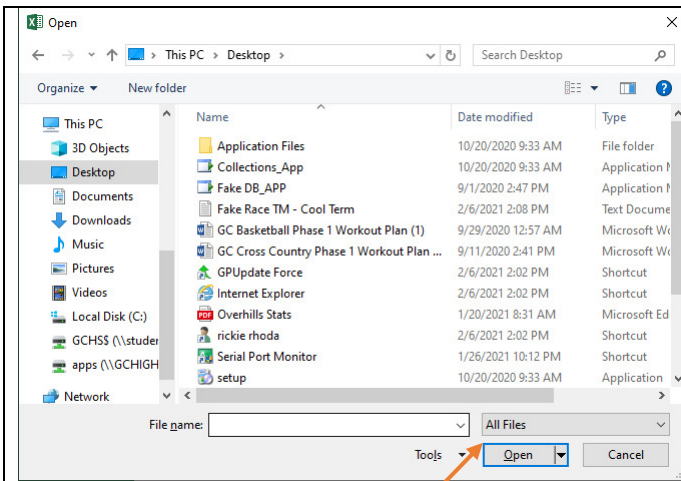 Open
This PC > Desktop >
Search Desktop
Organize
New folder
Name
Date modified
Type
This PC
3D Objects
Desktop
Documents
Downloads
Music
Pictures
Videos
Local Disk (C:)
GCHS$ (\\studer
apps (\\GCHIGH
Network
Application Files 10/20/2020 9:33 AM File folder
Collections_App 10/20/2020 9:33 AM Application M
Fake DB_APP 9/1/2020 2:47 PM Application M
Fake Race TM - Cool Term 2/6/2021 2:08 PM Text Docume
GC Basketball Phase 1 Workout Plan (1) 9/29/2020 12:57 AM Microsoft Wo
GC Cross Country Phase 1 Workout Plan ... 9/11/2020 2:41 PM Microsoft Wo
GPUpdate Force 2/6/2021 2:02 PM Shortcut
Internet Explorer 2/6/2021 2:02 PM Shortcut
PDF Overhills Stats 1/20/2021 8:31 AM Microsoft Ed
rickie rhoda 2/6/2021 2:02 PM Shortcut
Serial Port Monitor 1/26/2021 10:12 PM Shortcut
setup 10/20/2020 9:33 AM Application
File name:
All Files
Tools
Open
Cancel